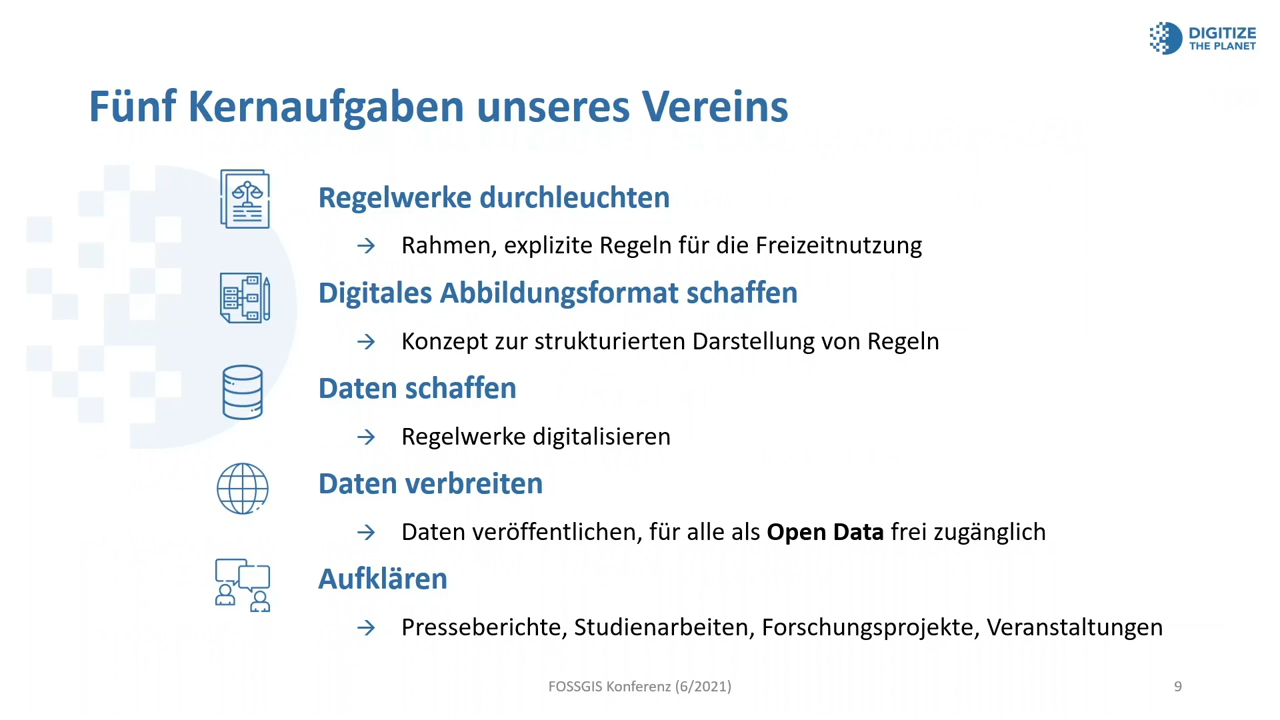 DIGITIZE
THE PLANET
Fünf Kernaufgaben unseres Vereins
Regelwerke durchleuchten
→ Rahmen, explizite Regeln für die Freizeitnutzung
Digitales Abbildungsformat schaffen
→ Konzept zur strukturierten Darstellung von Regeln
Daten schaffen
→ Regelwerke digitalisieren
Daten verbreiten
→ Daten veröffentlichen, für alle als Open Data frei zugänglich
Aufklären
→ Presseberichte, Studienarbeiten, Forschungsprojekte, Veranstaltungen
FOSSGIS Konferenz (6/2021)
9